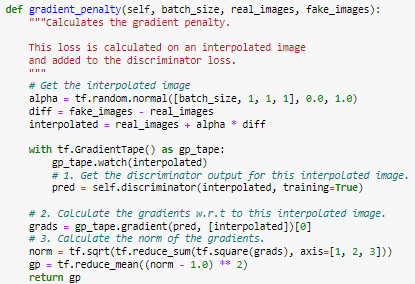 def gradient_penalty(self, batch_size, real_images, fake_images):
    """Calculates the gradient penalty.

    This loss is calculated on an interpolated image
    and added to the discriminator loss.
    """
    # Get the interpolated image
    alpha = tf.random.normal([batch_size, 1, 1, 1], 0.0, 1.0)
    diff = fake_images - real_images
    interpolated = real_images + alpha * diff

    with tf.GradientTape() as gp_tape:
        gp_tape.watch(interpolated)
        # 1. Get the discriminator output for this interpolated image.
        pred = self.discriminator(interpolated, training=True)

    # 2. Calculate the gradients w.r.t to this interpolated image.
    grads = gp_tape.gradient(pred, [interpolated])[0]
    # 3. Calculate the norm of the gradients.
    norm = tf.sqrt(tf.reduce_sum(tf.square(grads), axis=[1, 2, 3]))
    gp = tf.reduce_mean((norm - 1.0) ** 2)
    return gp